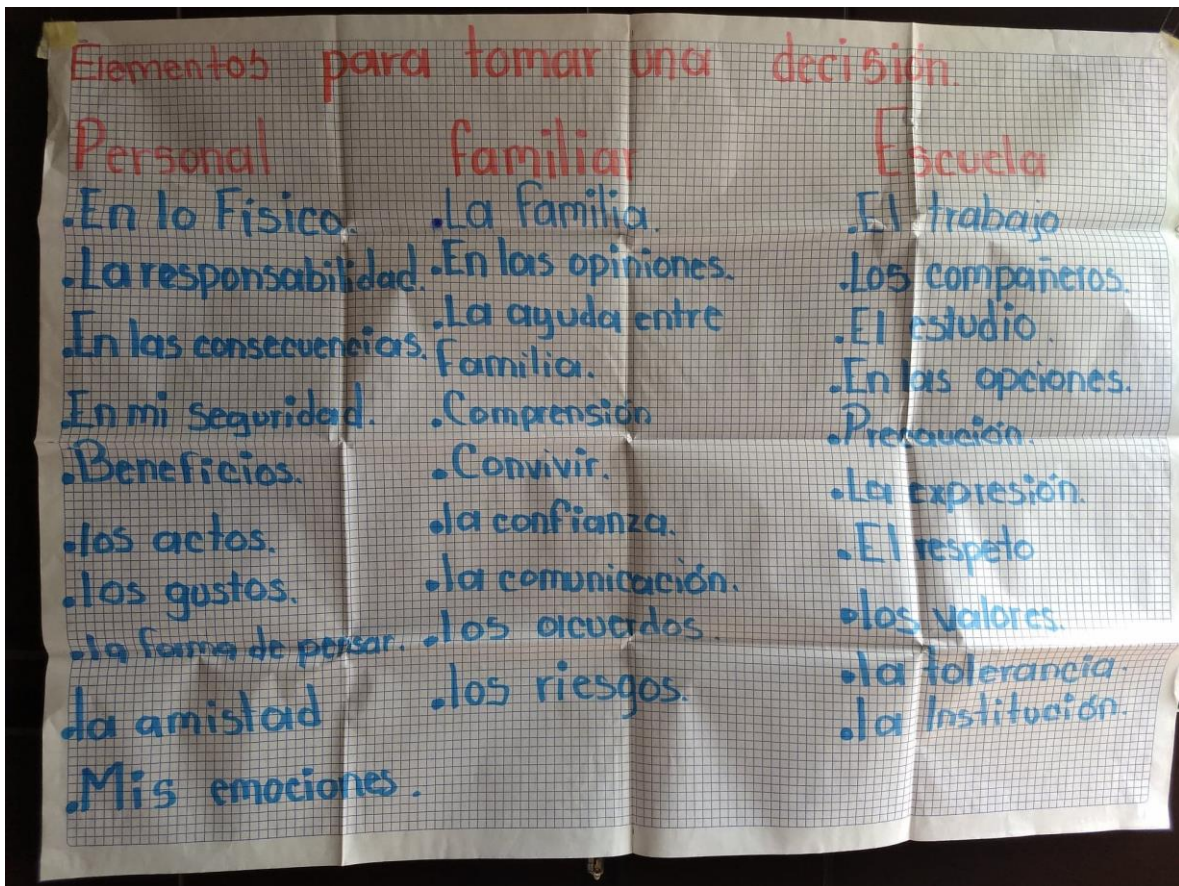 Elementos para tomar una decisión.
Personal
.En lo Físico.
.La responsabilidad.
.En las consecuencias.
.En mi seguridad.
.Beneficios.
.los actos.
.los gustos.
.la forma de pensar.
.la amistad
.Mis emociones.
familiar
.La familia.
.En las opiniones.
.La ayuda entre
familia.
.Comprensión
.Convivir.
.la confianza.
.la comunicación.
.los acuerdos.
.los riesgos.
Escuela
.El trabajo
.Los compañeros.
.El estudio.
.En las opciones.
.Precaución.
.La expresión.
.El respeto
.los valores.
.la tolerancia.
.la Institución.